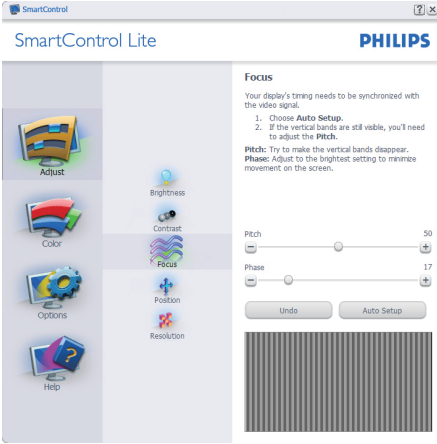 SmartControl
SmartControl Lite
PHILIPS
Adjust
Color
Options
Help
Brightness
Contrast
Focus
Position
Resolution
Focus
Your display's timing needs to be synchronized with
the video signal.
1. Choose Auto Setup.
2. If the vertical bands are still visible, you'll need
to adjust the Pitch.
Pitch: Try to make the vertical bands disappear.
Phase: Adjust to the brightest setting to minimize
movement on the screen.
Pitch 50
Phase 17
Undo Auto Setup